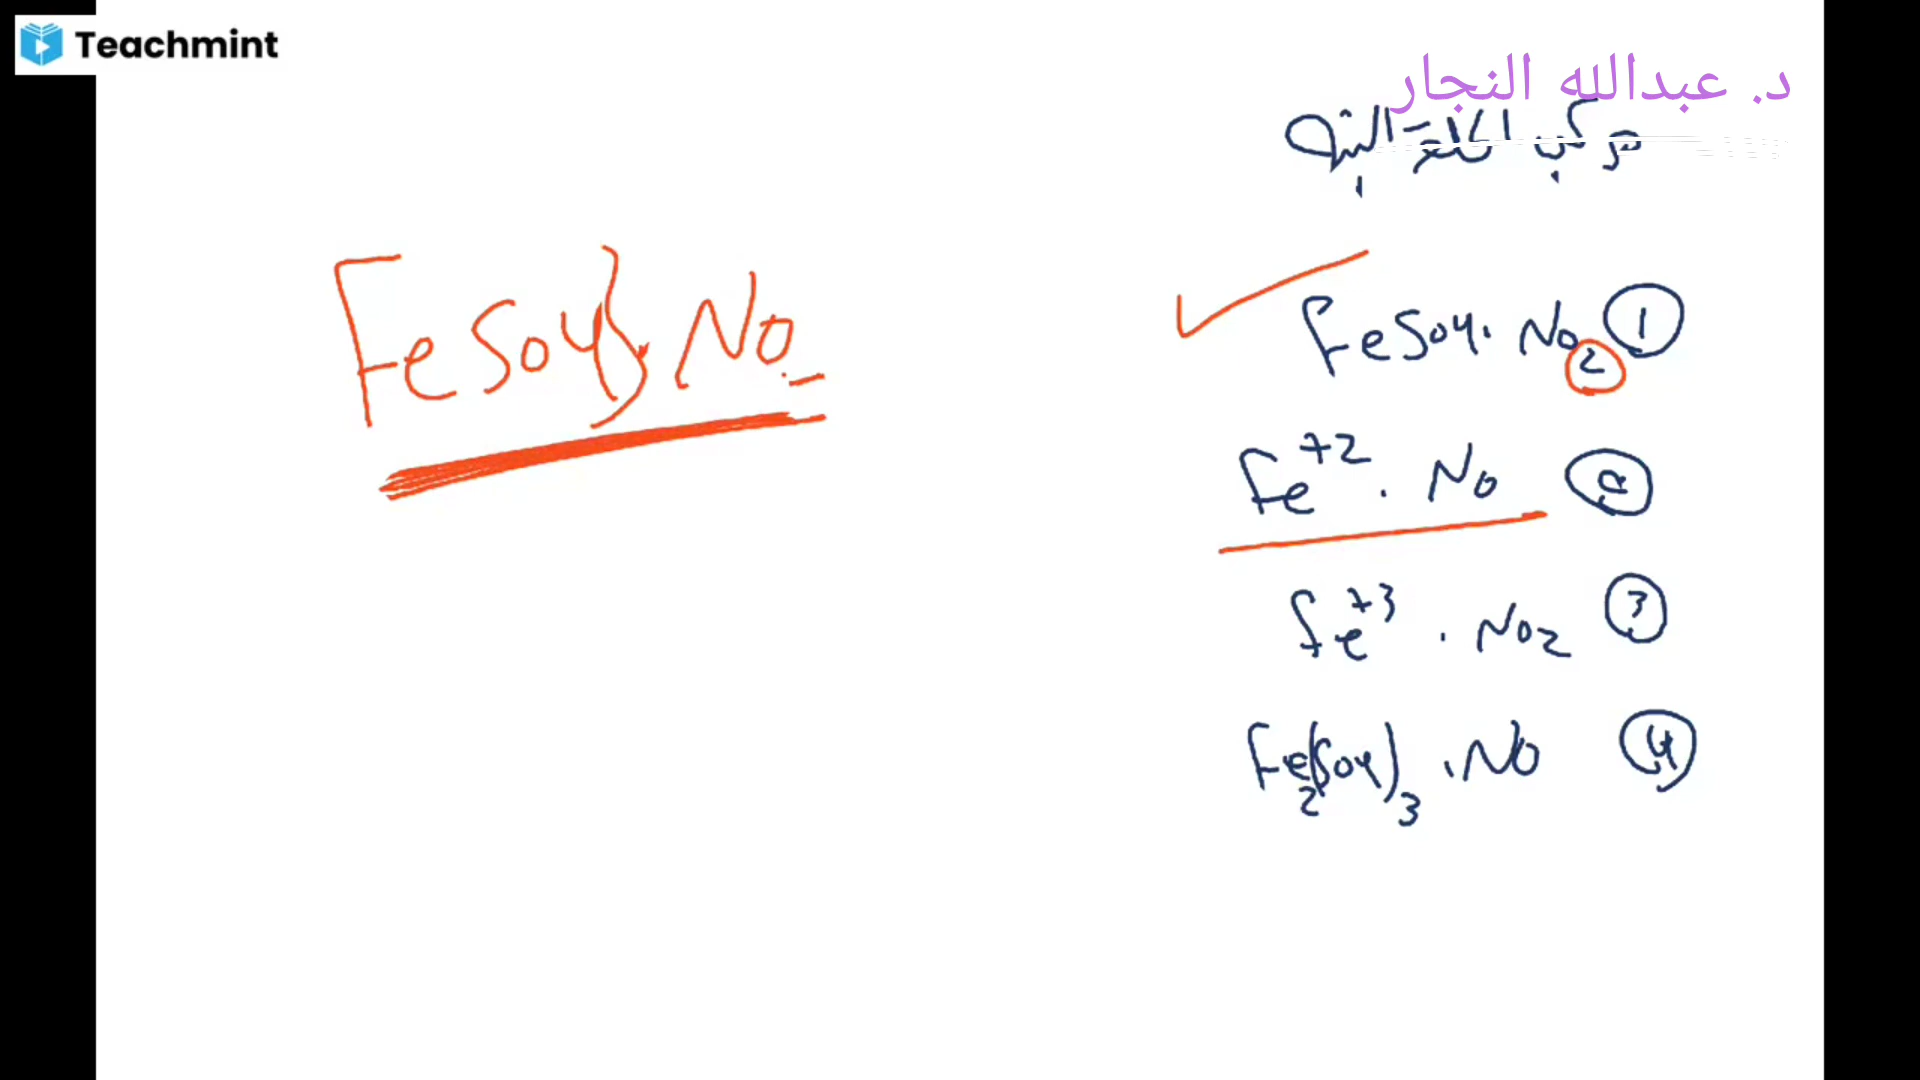 Teachmint
د. عبدالله النجار
مركب الحلقة البنية
FeSO4. NO2 ①
Fe+2 . NO ②
Fe+3 . NO2 ③
Fe2(SO4)3 .NO ④
[FeSO4}. NO